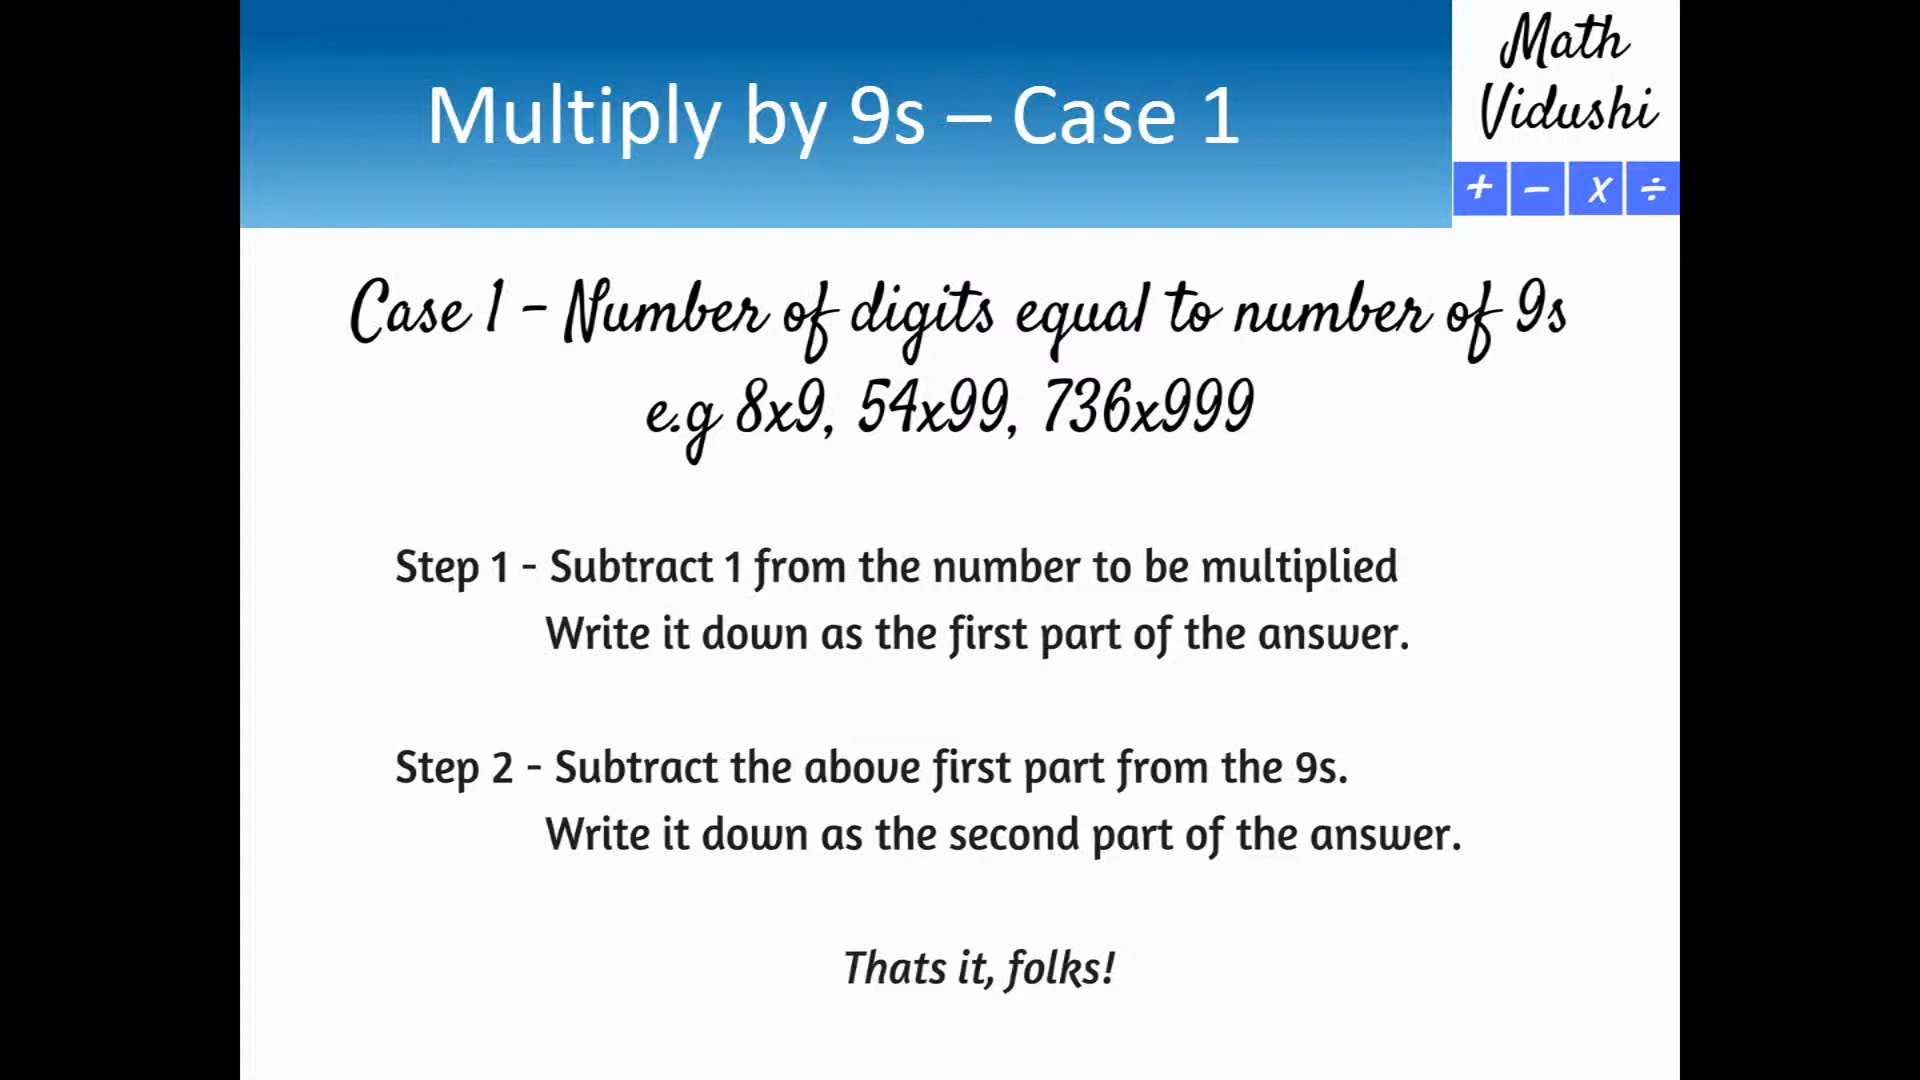 Multiply by 9s – Case 1
Math
Vidushi
+ – x ÷
Case 1 - Number of digits equal to number of 9s
e.g 8x9, 54x99, 736x999
Step 1 - Subtract 1 from the number to be multiplied
Write it down as the first part of the answer.
Step 2 - Subtract the above first part from the 9s.
Write it down as the second part of the answer.
Thats it, folks!